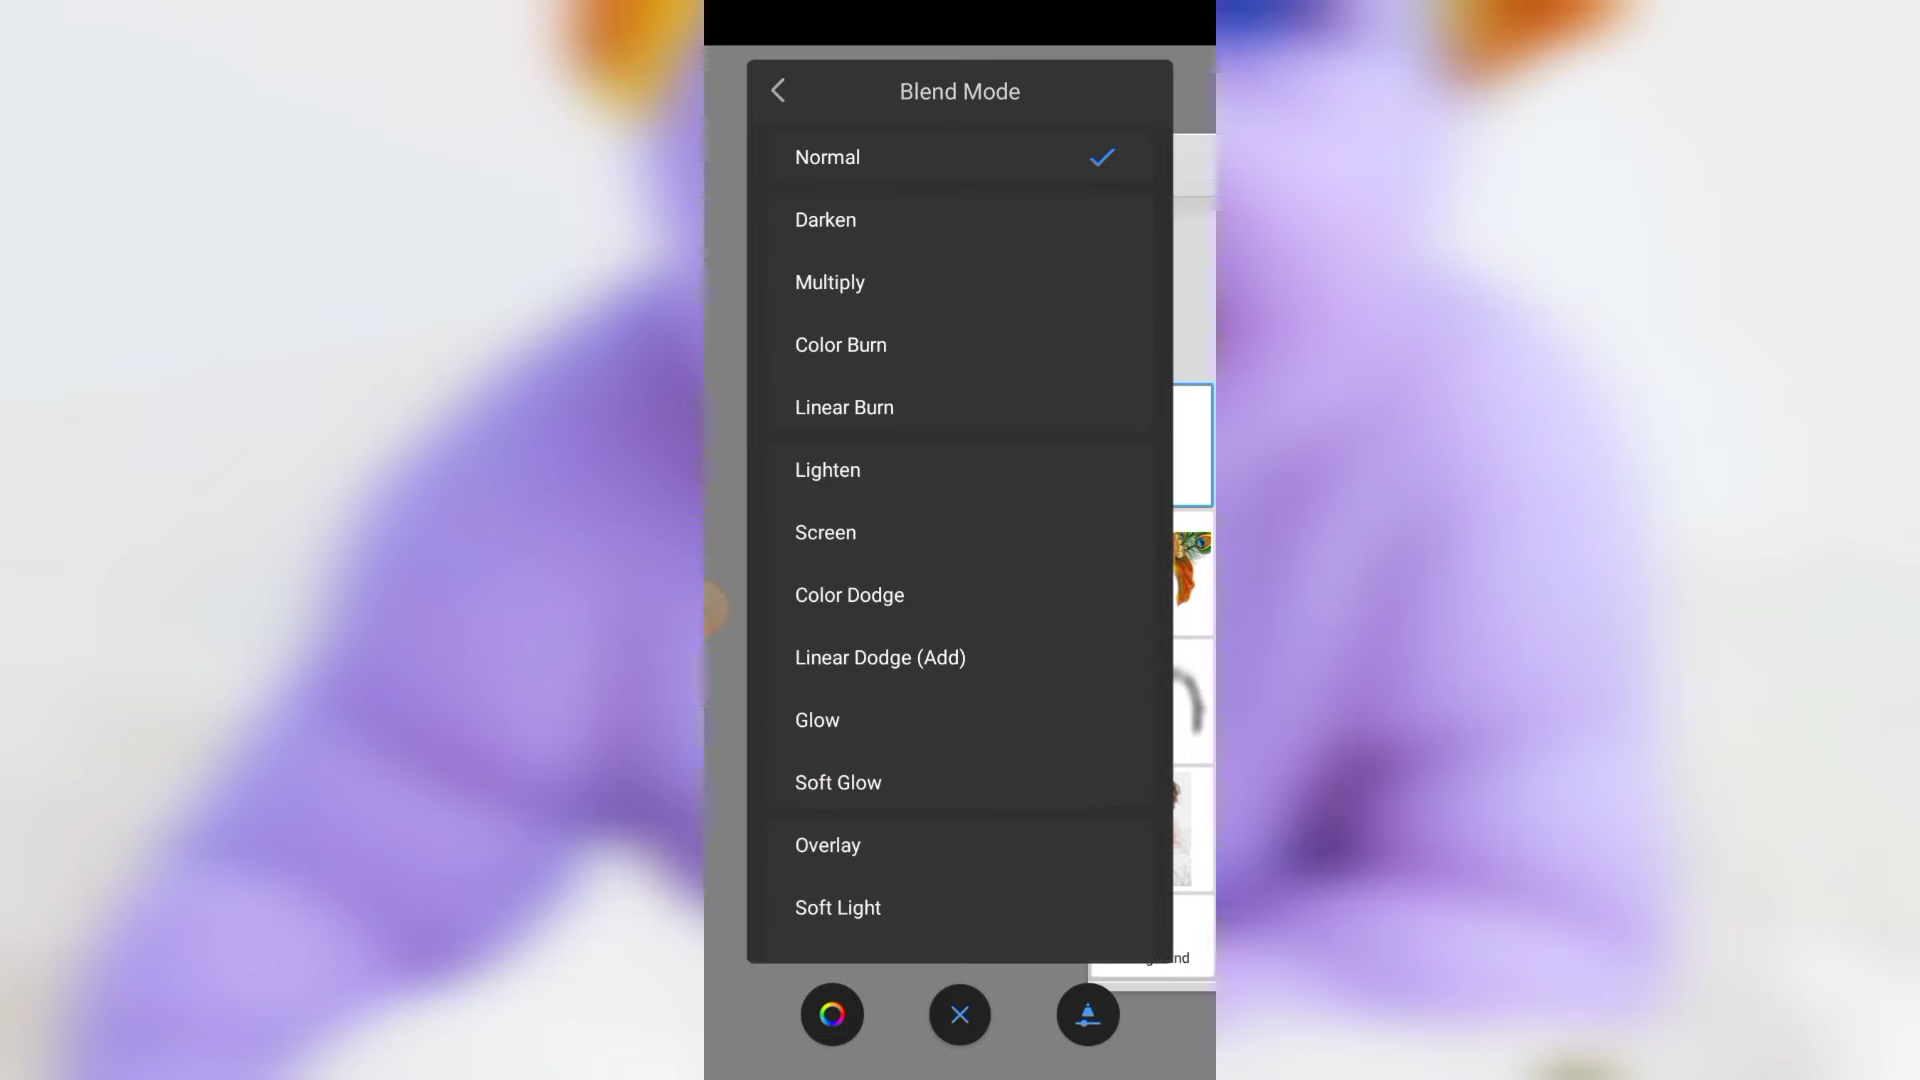 Blend Mode
Normal
Darken
Multiply
Color Burn
Linear Burn
Lighten
Screen
Color Dodge
Linear Dodge (Add)
Glow
Soft Glow
Overlay
Soft Light